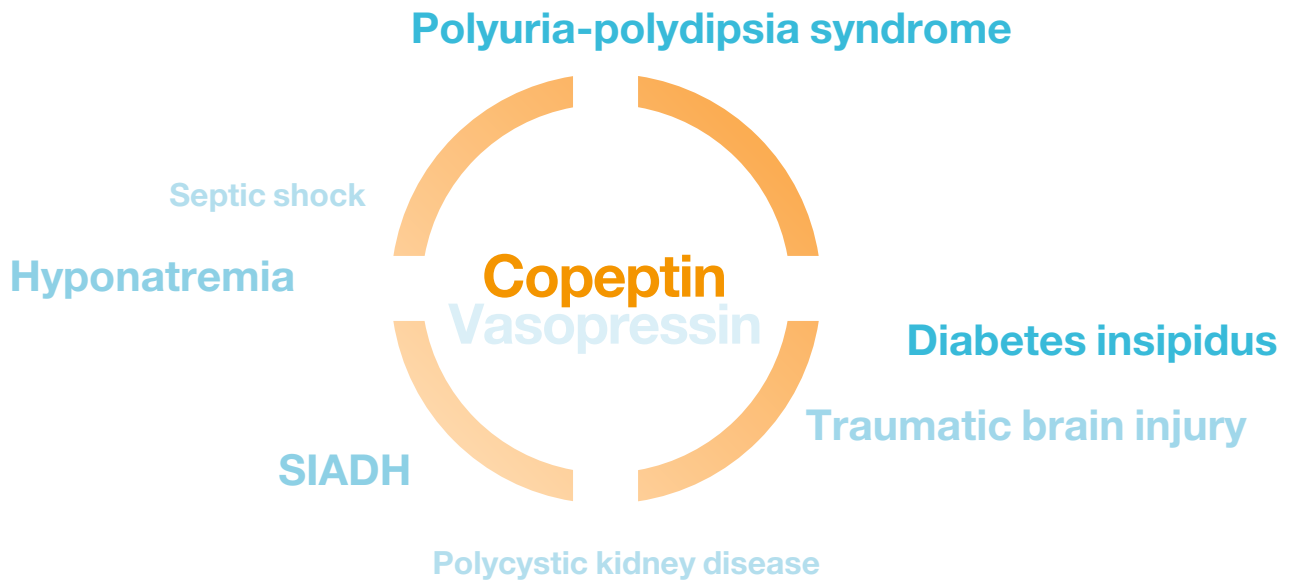 Polyuria-polydipsia syndrome
Septic shock
Hyponatremia
Copeptin
Vasopressin
Diabetes insipidus
Traumatic brain injury
SIADH
Polycystic kidney disease